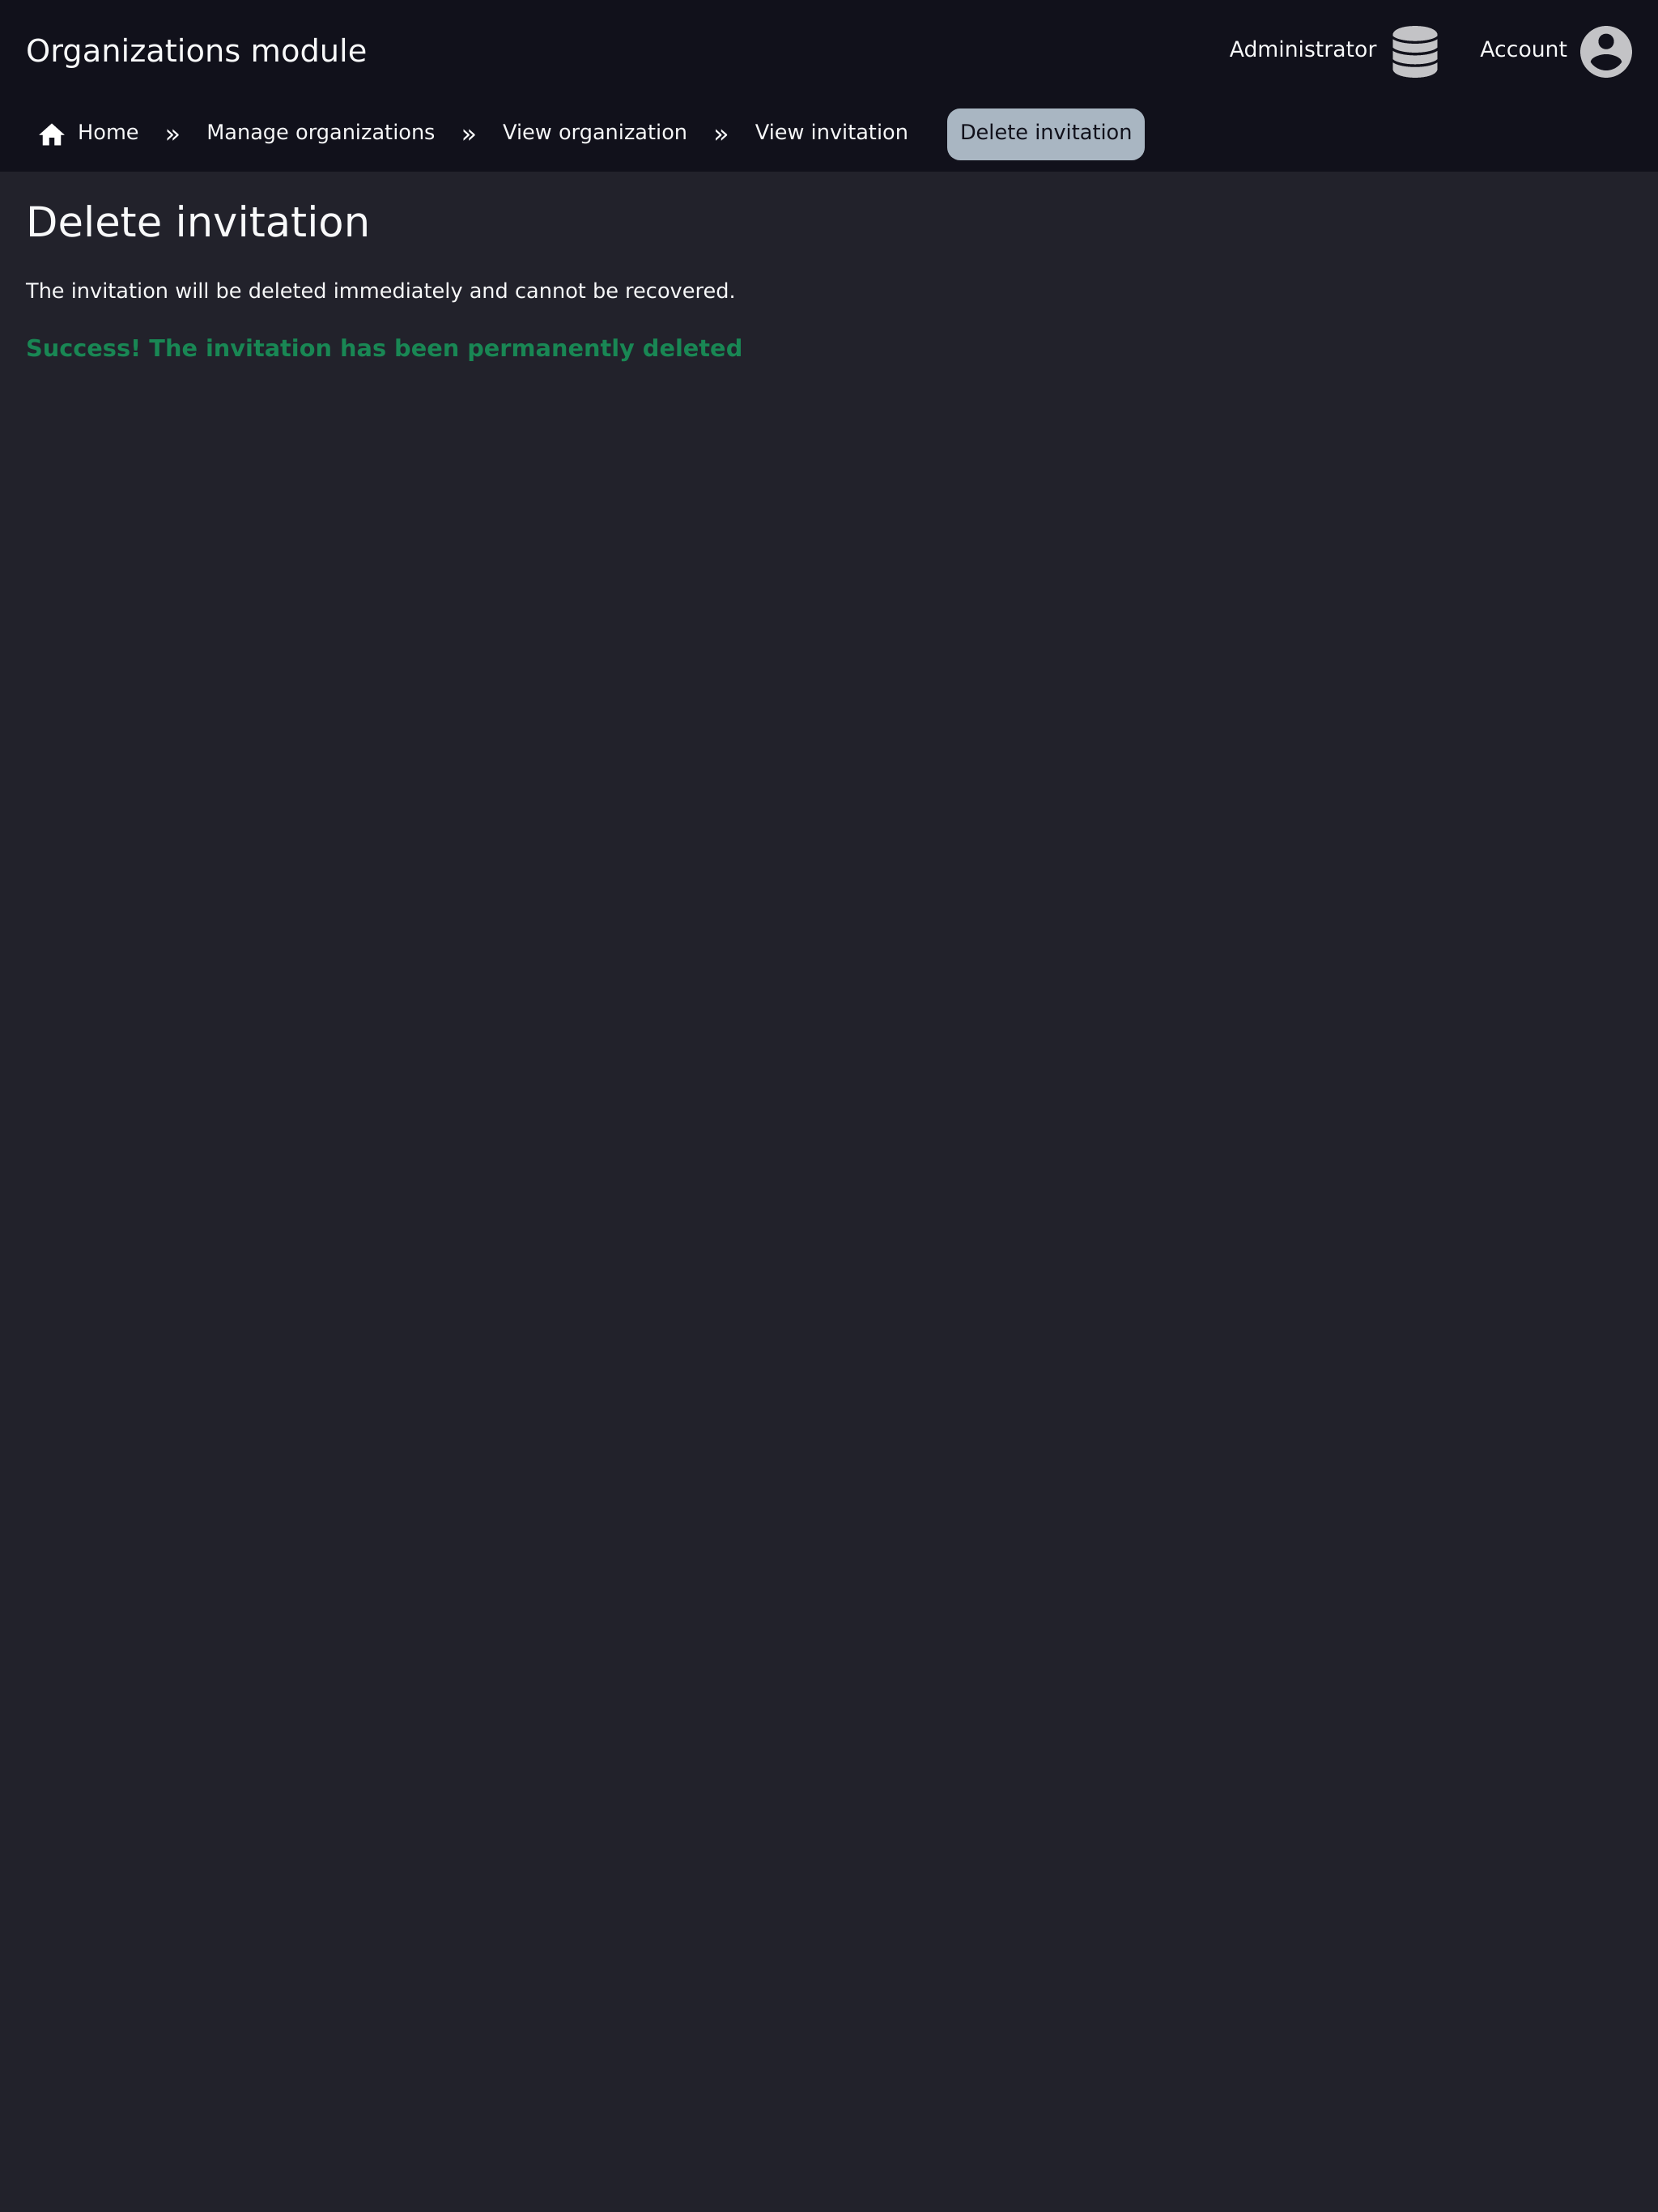 Organizations module
Administrator
Account
Home » Manage organizations » View organization » View invitation Delete invitation
Delete invitation
The invitation will be deleted immediately and cannot be recovered.
Success! The invitation has been permanently deleted